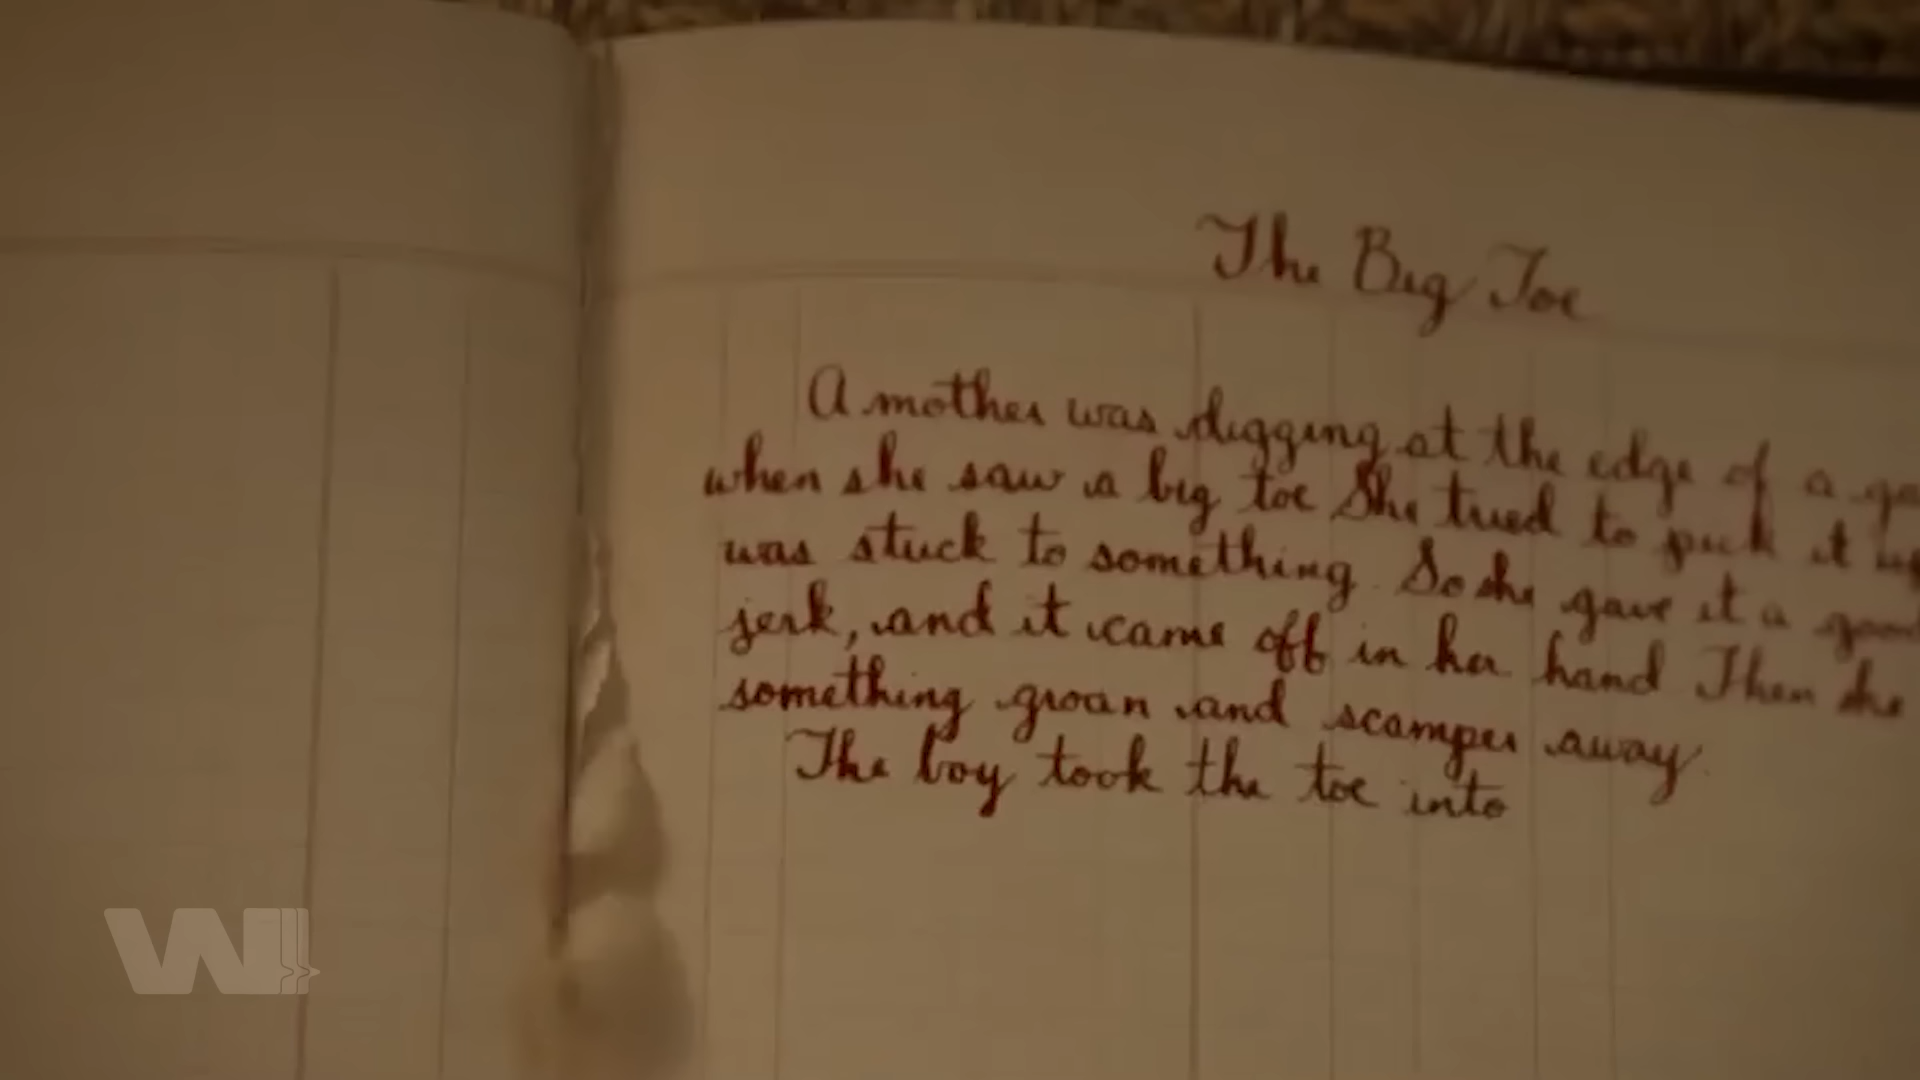 The Big Toe
A mother was digging at the edge of a
when she saw a big toe She tried to pick it
was stuck to something. So she gave it a
jerk, and it came off in her hand Then she
something groan and scamper away.
The boy took the toe into